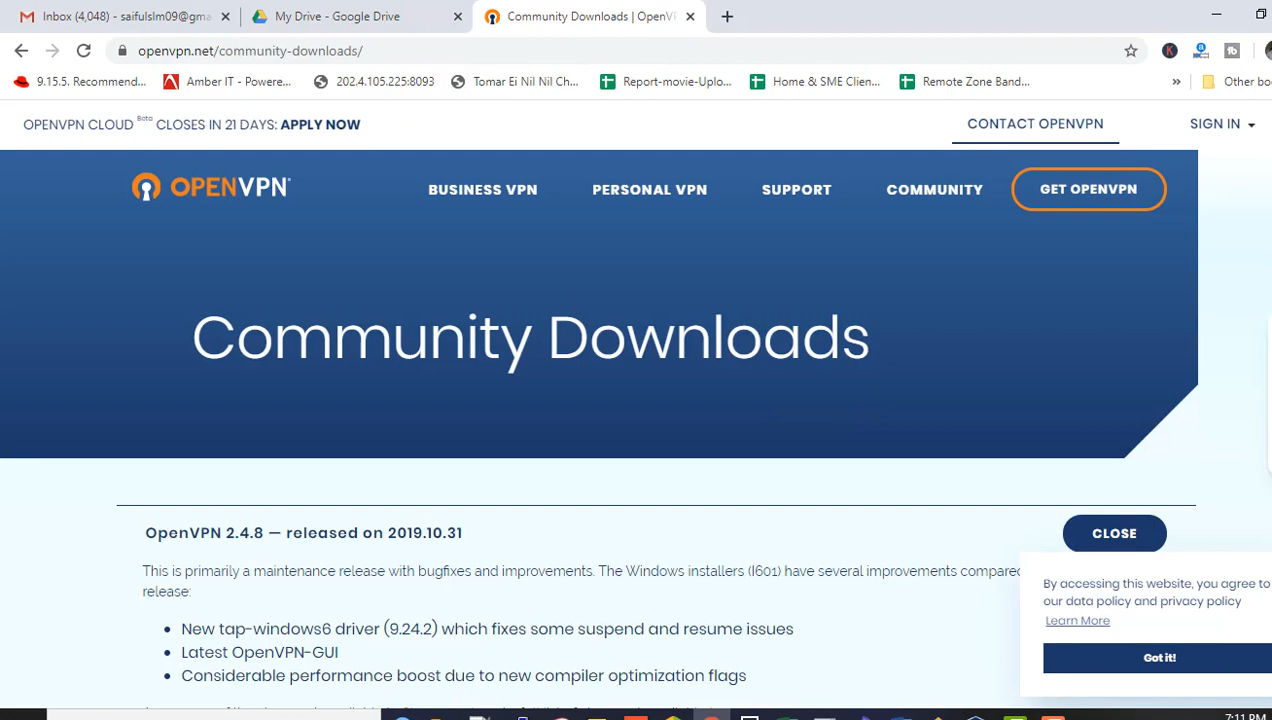 Inbox (4,048) - saifulslm09@gma
My Drive - Google Drive
Community Downloads | OpenVP
openvpn.net/community-downloads/
9.15.5. Recommend...
Amber IT - Powere...
202.4.105.225:8093
Tomar Ei Nil Nil Ch...
Report-movie-Uplo...
Home & SME Clien...
Remote Zone Band...
»
Other boo
OPENVPN CLOUD Beta CLOSES IN 21 DAYS: APPLY NOW
CONTACT OPENVPN
SIGN IN
OPENVPN
BUSINESS VPN
PERSONAL VPN
SUPPORT
COMMUNITY
GET OPENVPN
Community Downloads
OpenVPN 2.4.8 — released on 2019.10.31
CLOSE
This is primarily a maintenance release with bugfixes and improvements. The Windows installers (I601) have several improvements compared
release:
• New tap-windows6 driver (9.24.2) which fixes some suspend and resume issues
• Latest OpenVPN-GUI
• Considerable performance boost due to new compiler optimization flags
By accessing this website, you agree to
our data policy and privacy policy
Learn More
Got it!
7:11 PM